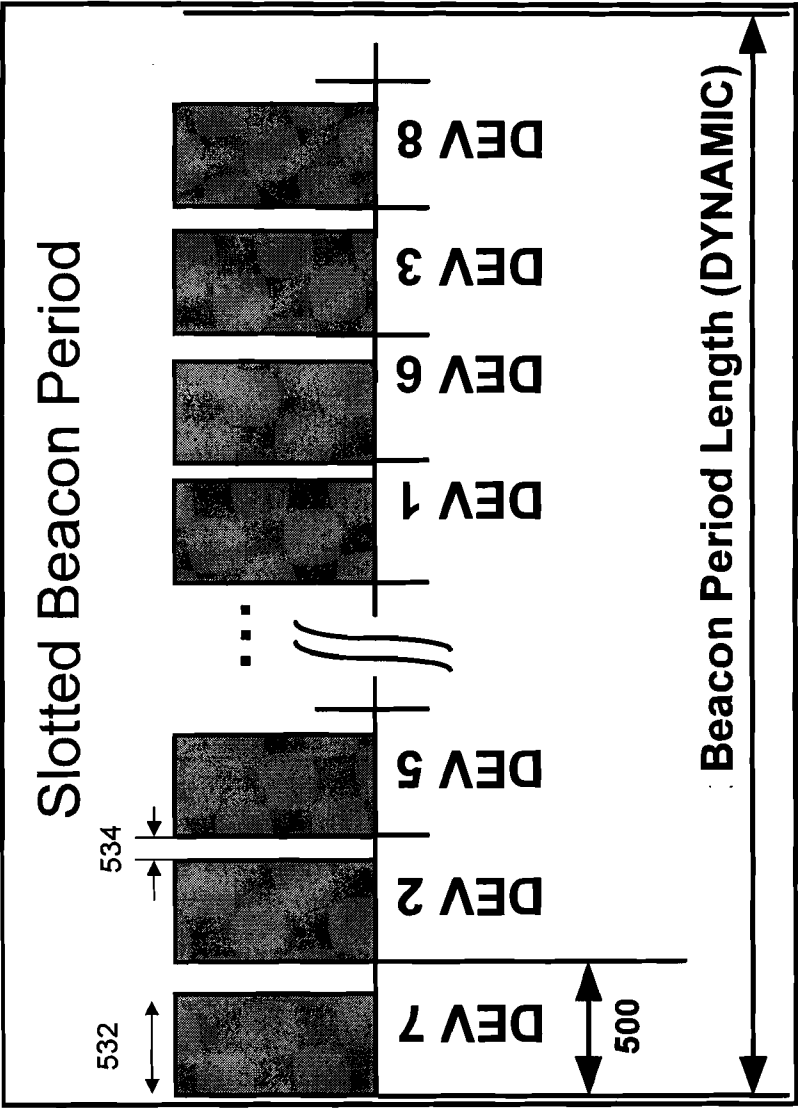 Slotted Beacon Period
532
534
...
DEV 7
DEV 2
DEV 5
DEV 1
DEV 6
DEV 3
DEV 8
500
Beacon Period Length (DYNAMIC)